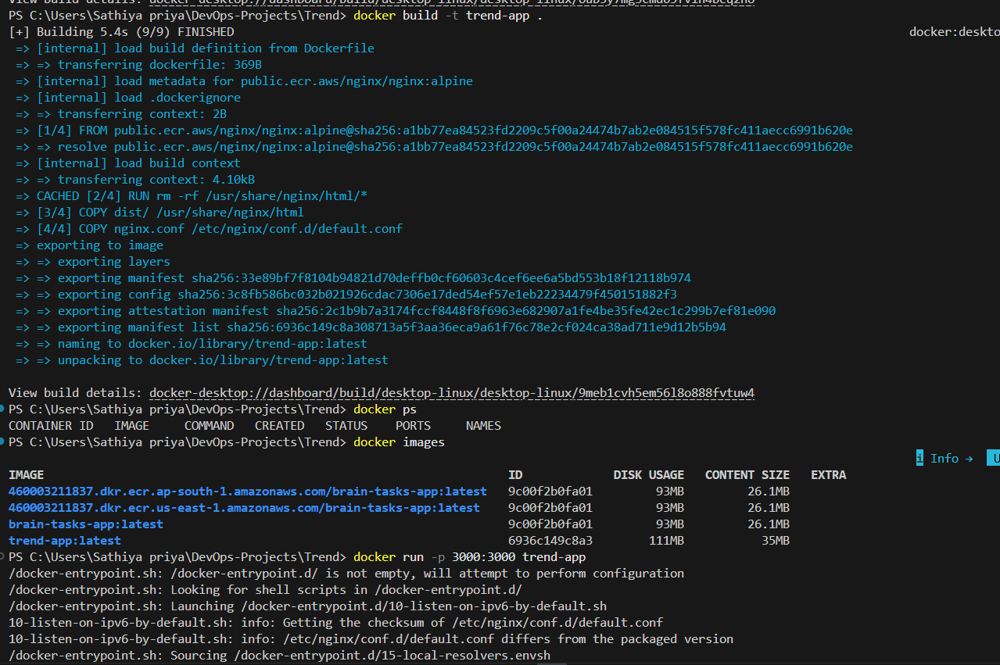 View build details: docker-desktop://dashboard/build/desktop-linux/desktop-linux/
PS C:\Users\Sathiya priya\DevOps-Projects\Trend> docker build -t trend-app .
[+] Building 5.4s (9/9) FINISHED docker:deskto
=> [internal] load build definition from Dockerfile
=> => transferring dockerfile: 369B
=> [internal] load metadata for public.ecr.aws/nginx/nginx:alpine
=> [internal] load .dockerignore
=> => transferring context: 2B
=> [1/4] FROM public.ecr.aws/nginx/nginx:alpine@sha256:a1bb77ea84523fd2209c5f00a24474b7ab2e084515f578fc411aecc6991b620e
=> => resolve public.ecr.aws/nginx/nginx:alpine@sha256:a1bb77ea84523fd2209c5f00a24474b7ab2e084515f578fc411aecc6991b620e
=> [internal] load build context
=> => transferring context: 4.10kB
=> CACHED [2/4] RUN rm -rf /usr/share/nginx/html/*
=> [3/4] COPY dist/ /usr/share/nginx/html
=> [4/4] COPY nginx.conf /etc/nginx/conf.d/default.conf
=> exporting to image
=> => exporting layers
=> => exporting manifest sha256:33e89bf7f8104b94821d70deffb0cf60603c4cef6ee6a5bd553b18f12118b974
=> => exporting config sha256:3c8fb586bc032b021926cdac7306e17ded54ef57e1eb22234479f450151882f3
=> => exporting attestation manifest sha256:2c1b9b7a3174fccf8448f8f6963e682907a1fe4be35fe42ec1c299b7ef81e090
=> => exporting manifest list sha256:6936c149c8a308713a5f3aa36eca9a61f76c78e2cf024ca38ad711e9d12b5b94
=> => naming to docker.io/library/trend-app:latest
=> => unpacking to docker.io/library/trend-app:latest
View build details: docker-desktop://dashboard/build/desktop-linux/desktop-linux/9meb1cvh5em56l8o888fvtuw4
PS C:\Users\Sathiya priya\DevOps-Projects\Trend> docker ps
CONTAINER ID IMAGE COMMAND CREATED STATUS PORTS NAMES
PS C:\Users\Sathiya priya\DevOps-Projects\Trend> docker images
i Info → U
IMAGE ID DISK USAGE CONTENT SIZE EXTRA
460003211837.dkr.ecr.ap-south-1.amazonaws.com/brain-tasks-app:latest 9c00f2b0fa01 93MB 26.1MB
460003211837.dkr.ecr.us-east-1.amazonaws.com/brain-tasks-app:latest 9c00f2b0fa01 93MB 26.1MB
brain-tasks-app:latest 9c00f2b0fa01 93MB 26.1MB
trend-app:latest 6936c149c8a3 111MB 35MB
PS C:\Users\Sathiya priya\DevOps-Projects\Trend> docker run -p 3000:3000 trend-app
/docker-entrypoint.sh: /docker-entrypoint.d/ is not empty, will attempt to perform configuration
/docker-entrypoint.sh: Looking for shell scripts in /docker-entrypoint.d/
/docker-entrypoint.sh: Launching /docker-entrypoint.d/10-listen-on-ipv6-by-default.sh
10-listen-on-ipv6-by-default.sh: info: Getting the checksum of /etc/nginx/conf.d/default.conf
10-listen-on-ipv6-by-default.sh: info: /etc/nginx/conf.d/default.conf differs from the packaged version
/docker-entrypoint.sh: Sourcing /docker-entrypoint.d/15-local-resolvers.envsh